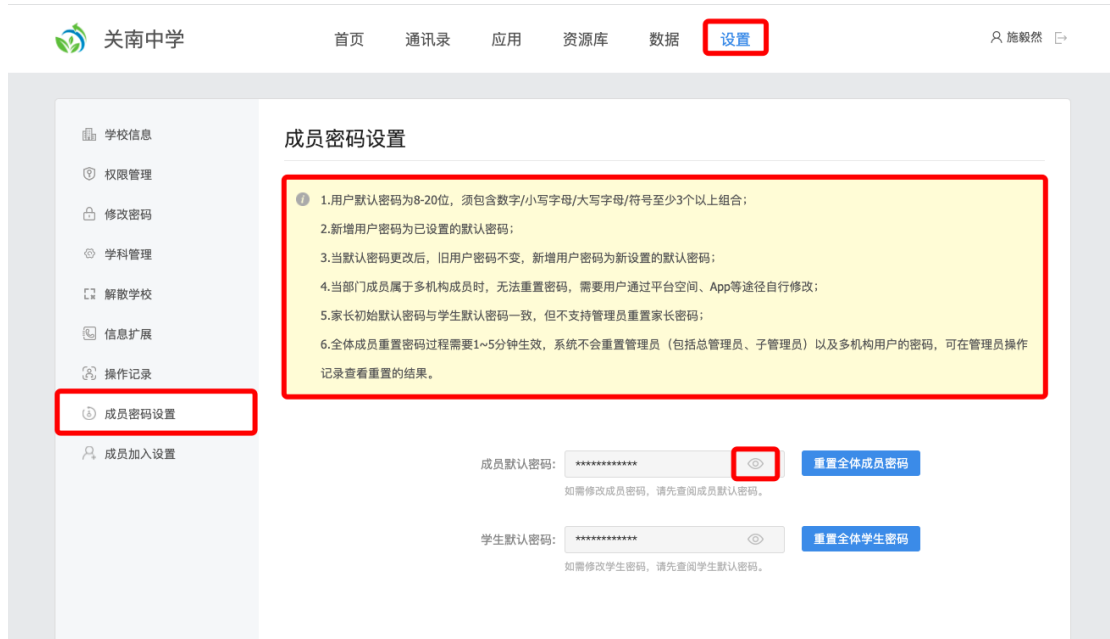 关南中学
首页 通讯录 应用 资源库 数据 设置
施毅然
学校信息
权限管理
修改密码
学科管理
解散学校
信息扩展
操作记录
成员密码设置
成员加入设置
成员密码设置
1.用户默认密码为8-20位，须包含数字/小写字母/大写字母/符号至少3个以上组合；
2.新增用户密码为已设置的默认密码；
3.当默认密码更改后，旧用户密码不变，新增用户密码为新设置的默认密码；
4.当部门成员属于多机构成员时，无法重置密码，需要用户通过平台空间、App等途径自行修改；
5.家长初始默认密码与学生默认密码一致，但不支持管理员重置家长密码；
6.全体成员重置密码过程需要1~5分钟生效，系统不会重置管理员（包括总管理员、子管理员）以及多机构用户的密码，可在管理员操作
记录查看重置的结果。
成员默认密码: ************ 重置全体成员密码
如需修改成员密码，请先查阅成员默认密码。
学生默认密码: ************ 重置全体学生密码
如需修改学生密码，请先查阅学生默认密码。